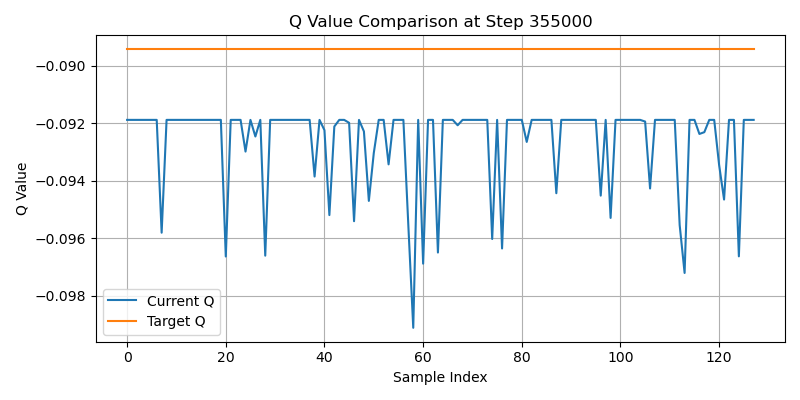 Q Value Comparison at Step 355000
Q Value
−0.090
−0.092
−0.094
−0.096
−0.098
Current Q
Target Q
0 20 40 60 80 100 120
Sample Index